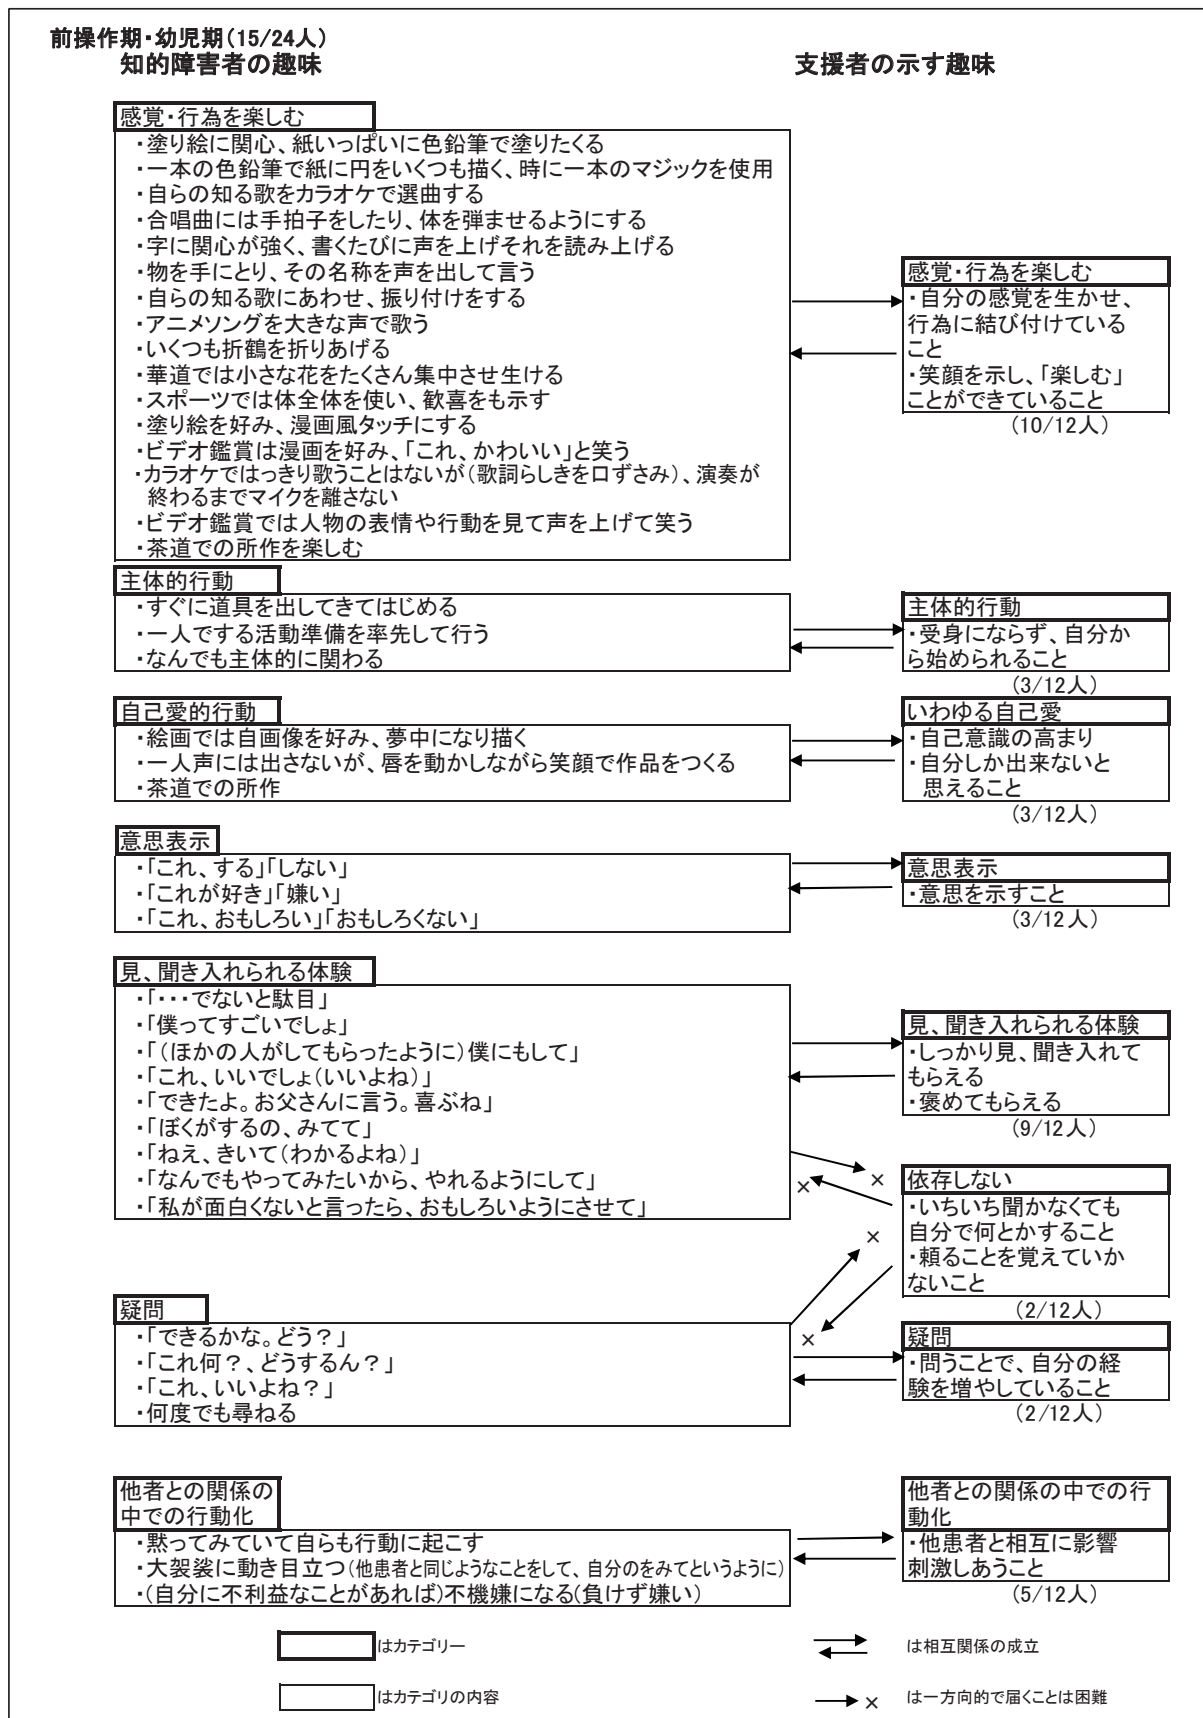 前操作期・幼児期(15/24人)
知的障害者の趣味
支援者の示す趣味
感覚・行為を楽しむ
・塗り絵に関心、紙いっぱいに色鉛筆で塗りたくる
・一本の色鉛筆で紙に円をいくつも描く、時に一本のマジックを使用
・自らの知る歌をカラオケで選曲する
・合唱曲には手拍子をしたり、体を弾ませるようにする
・字に関心が強く、書くたびに声を上げそれを読み上げる
・物を手にとり、その名称を声を出して言う
・自らの知る歌にあわせ、振り付けをする
・アニメソングを大きな声で歌う
・いくつも折鶴を折りあげる
・華道では小さな花をたくさん集中させ生ける
・スポーツでは体全体を使い、歓喜をも示す
・塗り絵を好み、漫画風タッチにする
・ビデオ鑑賞は漫画を好み、「これ、かわいい」と笑う
・カラオケではっきり歌うことはないが(歌詞らしきを口ずさみ)、演奏が
終わるまでマイクを離さない
・ビデオ鑑賞では人物の表情や行動を見て声を上げて笑う
・茶道での所作を楽しむ
感覚・行為を楽しむ
・自分の感覚を生かせ、
行為に結び付けている
こと
・笑顔を示し、「楽しむ」
ことができていること
(10/12人)
主体的行動
・すぐに道具を出してきてはじめる
・一人でする活動準備を率先して行う
・なんでも主体的に関わる
主体的行動
・受身にならず、自分か
ら始められること
(3/12人)
自己愛的行動
・絵画では自画像を好み、夢中になり描く
・一人声には出さないが、唇を動かしながら笑顔で作品をつくる
・茶道での所作
いわゆる自己愛
・自己意識の高まり
・自分しか出来ないと
思えること
(3/12人)
意思表示
・「これ、する」「しない」
・「これが好き」「嫌い」
・「これ、おもしろい」「おもしろくない」
意思表示
・意思を示すこと
(3/12人)
見、聞き入れられる体験
・「・・・でないと駄目」
・「僕ってすごいでしょ」
・「(ほかの人がしてもらったように)僕にもして」
・「これ、いいでしょ(いいよね)」
・「できたよ。お父さんに言う。喜ぶね」
・「ぼくがするの、みてて」
・「ねえ、きいて(わかるよね)」
・「なんでもやってみたいから、やれるようにして」
・「私が面白くないと言ったら、おもしろいようにさせて」
見、聞き入れられる体験
・しっかり見、聞き入れて
もらえる
・褒めてもらえる
(9/12人)
×
×
依存しない
・いちいち聞かなくても
自分で何とかすること
・頼ることを覚えていか
ないこと
(2/12人)
×
×
疑問
・「できるかな。どう?」
・「これ何?、どうするん?」
・「これ、いいよね?」
・何度でも尋ねる
疑問
・問うことで、自分の経
験を増やしていること
(2/12人)
他者との関係の
中での行動化
・黙ってみていて自らも行動に起こす
・大袈裟に動き目立つ(他患者と同じようなことをして、自分のをみてというように)
・(自分に不利益なことがあれば)不機嫌になる(負けず嫌い)
他者との関係の中での行
動化
・他患者と相互に影響
刺激しあうこと
(5/12人)
はカテゴリー
は相互関係の成立
はカテゴリの内容
×
は一方向的で届くことは困難